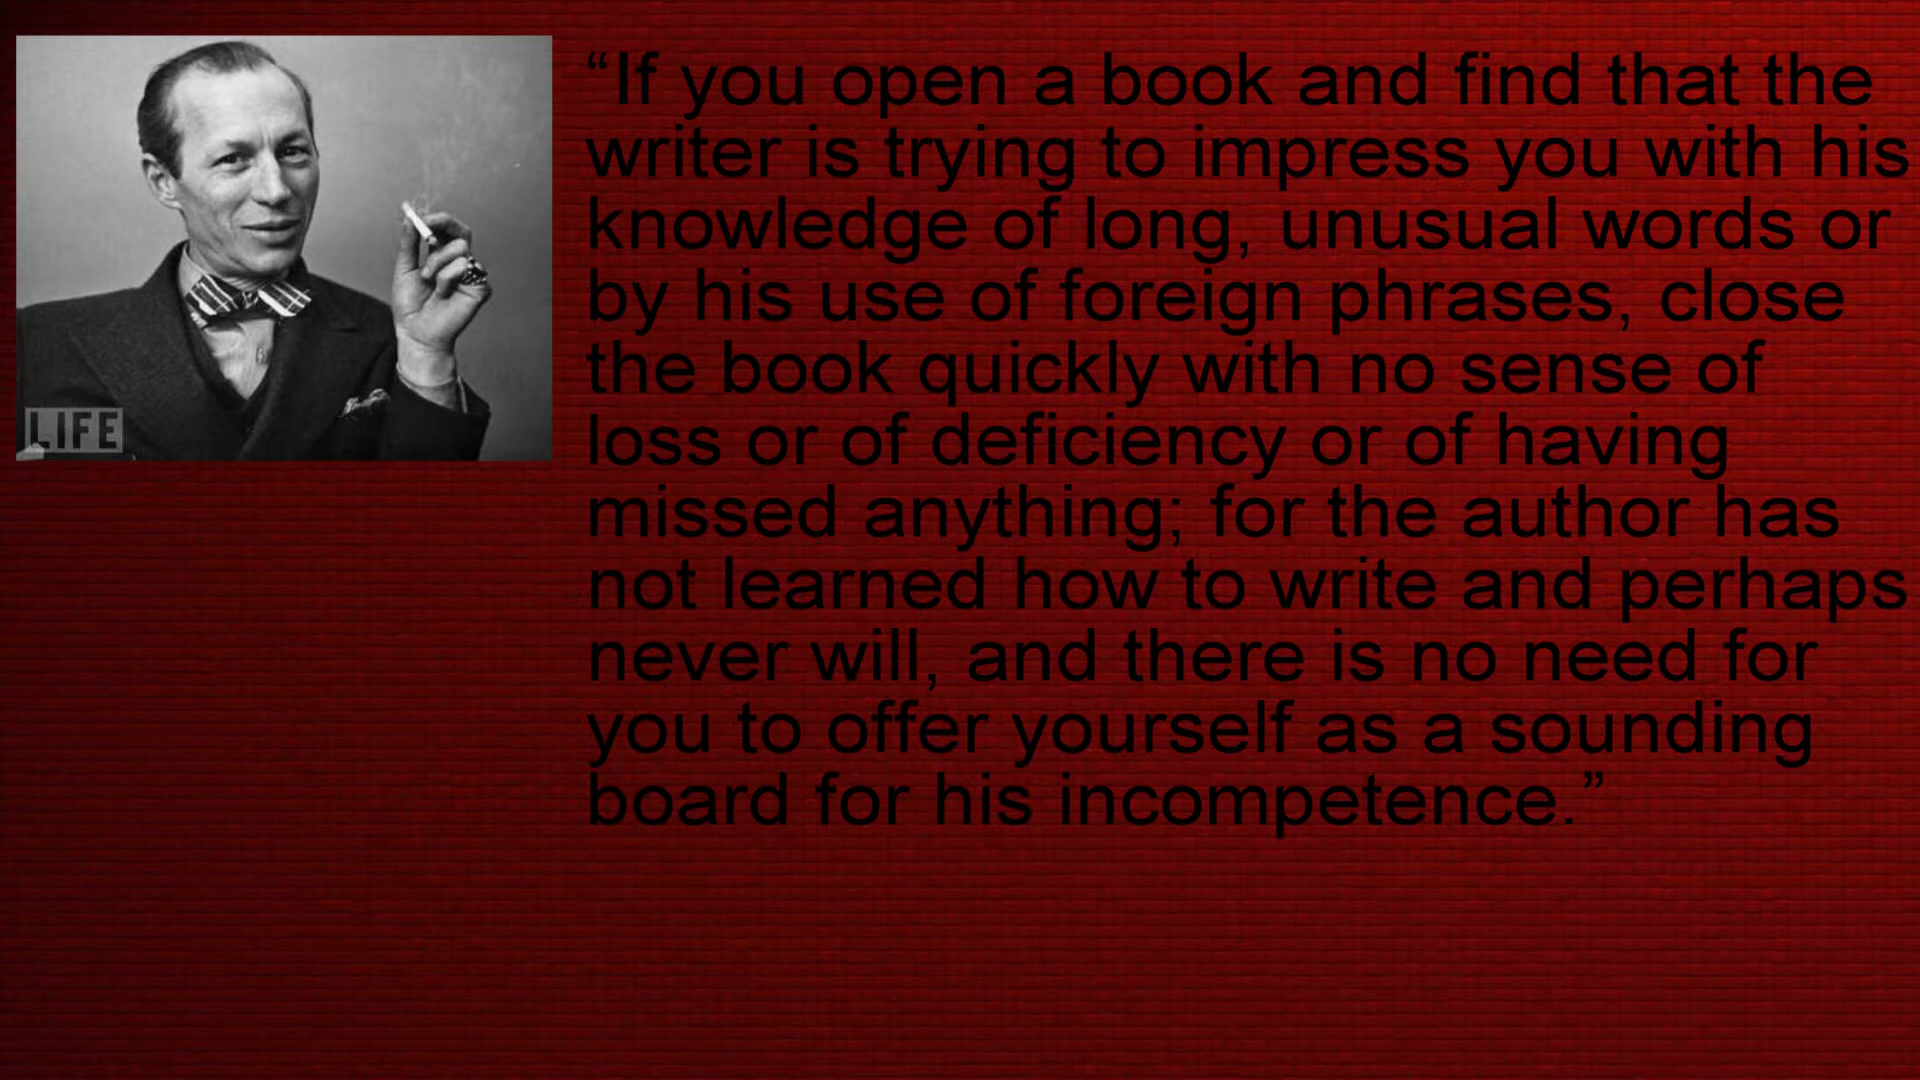 LIFE
“If you open a book and find that the
writer is trying to impress you with his
knowledge of long, unusual words or
by his use of foreign phrases, close
the book quickly with no sense of
loss or of deficiency or of having
missed anything; for the author has
not learned how to write and perhaps
never will, and there is no need for
you to offer yourself as a sounding
board for his incompetence.”